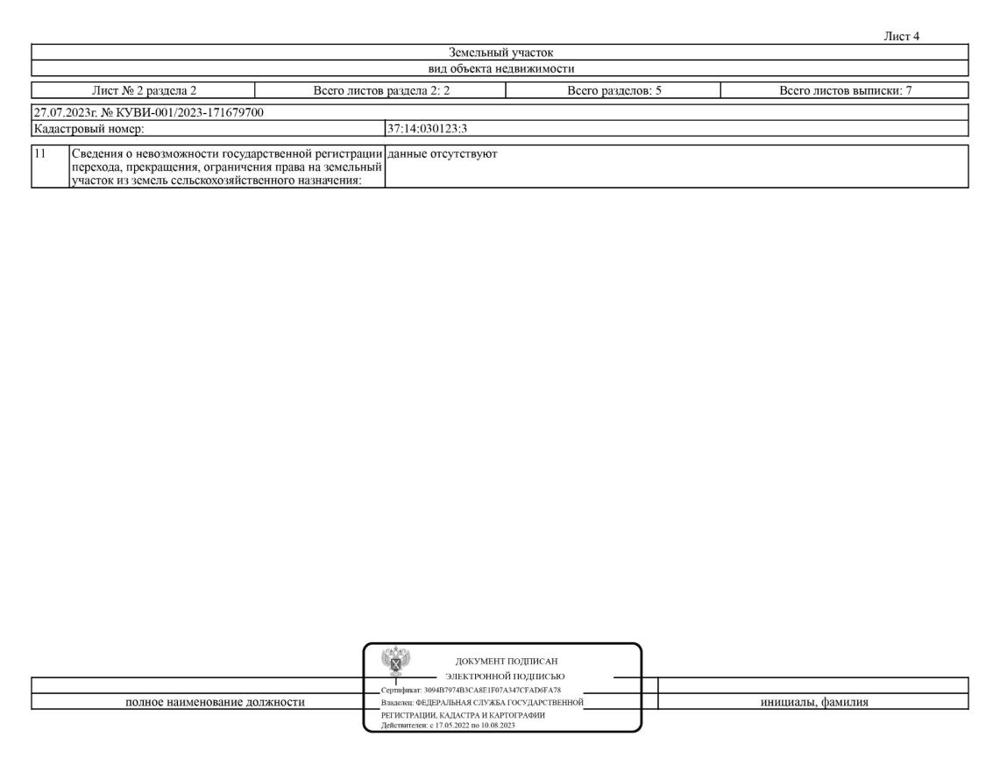 Лист 4
Земельный участок
вид объекта недвижимости
Лист № 2 раздела 2 Всего листов раздела 2: 2 Всего разделов: 5 Всего листов выписки: 7
27.07.2023г. № КУВИ-001/2023-171679700
Кадастровый номер: 37:14:030123:3
11 Сведения о невозможности государственной регистрации данные отсутствуют
перехода, прекращения, ограничения права на земельный
участок из земель сельскохозяйственного назначения:
ДОКУМЕНТ ПОДПИСАН
ЭЛЕКТРОННОЙ ПОДПИСЬЮ
Сертификат: 3094B7974B3CA8E1F07A347CFAD6FA78
полное наименование должности Владелец: ФЕДЕРАЛЬНАЯ СЛУЖБА ГОСУДАРСТВЕННОЙ инициалы, фамилия
РЕГИСТРАЦИИ, КАДАСТРА И КАРТОГРАФИИ
Действителен: с 17.05.2022 по 10.08.2023